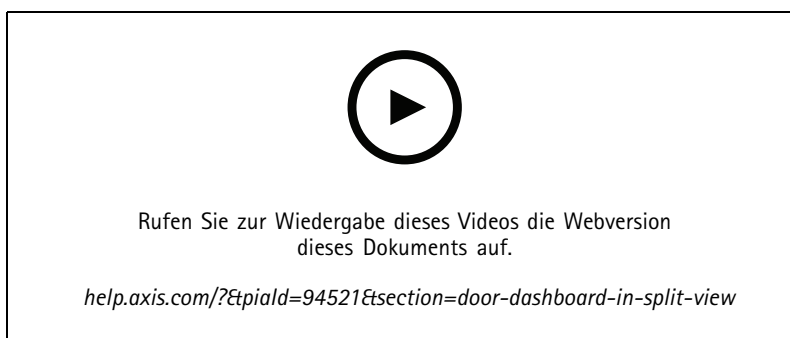 Rufen Sie zur Wiedergabe dieses Videos die Webversion
dieses Dokuments auf.
help.axis.com/?&piaId=94521&section=door-dashboard-in-split-view